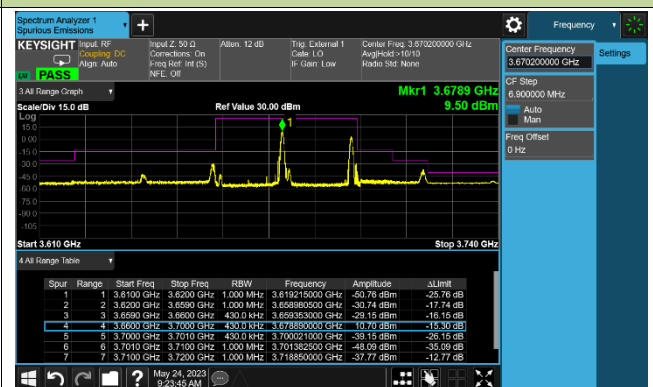 Spectrum Analyzer 1
Spurious Emissions
Frequency
KEYSIGHT Input: RF
Coupling: DC
Align: Auto
Input Z: 50 Ω
Corrections: On
Freq Ref: Int (S)
NFE: Off
Atten: 12 dB
Trig: External 1
Gate: LO
IF Gain: Low
Center Freq: 3.670200000 GHz
Avg|Hold:>10/10
Radio Std: None
LXI PASS
Center Frequency
3.670200000 GHz
Settings
CF Step
6.900000 MHz
Auto
Man
Freq Offset
0 Hz
3 All Range Graph
Mkr1 3.6789 GHz
Scale/Div 15.0 dB
Ref Value 30.00 dBm
9.50 dBm
Log
1
15.0
0.00
-15.0
-30.0
-45.0
-60.0
-75.0
-90.0
-105
Start 3.610 GHz
Stop 3.740 GHz
4 All Range Table
Spur Range Start Freq Stop Freq RBW Frequency Amplitude ΔLimit
1 1 3.6100 GHz 3.6200 GHz 1.000 MHz 3.619215000 GHz -50.76 dBm -25.76 dB
2 2 3.6200 GHz 3.6590 GHz 1.000 MHz 3.658980500 GHz -30.74 dBm -17.74 dB
3 3 3.6590 GHz 3.6600 GHz 430.0 kHz 3.659353000 GHz -29.15 dBm -16.15 dB
4 4 3.6600 GHz 3.7000 GHz 430.0 kHz 3.678890000 GHz 10.70 dBm -15.30 dB
5 5 3.7000 GHz 3.7010 GHz 430.0 kHz 3.700021000 GHz -39.15 dBm -26.15 dB
6 6 3.7010 GHz 3.7100 GHz 1.000 MHz 3.701382500 GHz -48.09 dBm -35.09 dB
7 7 3.7100 GHz 3.7200 GHz 1.000 MHz 3.718850000 GHz -37.77 dBm -12.77 dB
May 24, 2023
9:23:45 AM